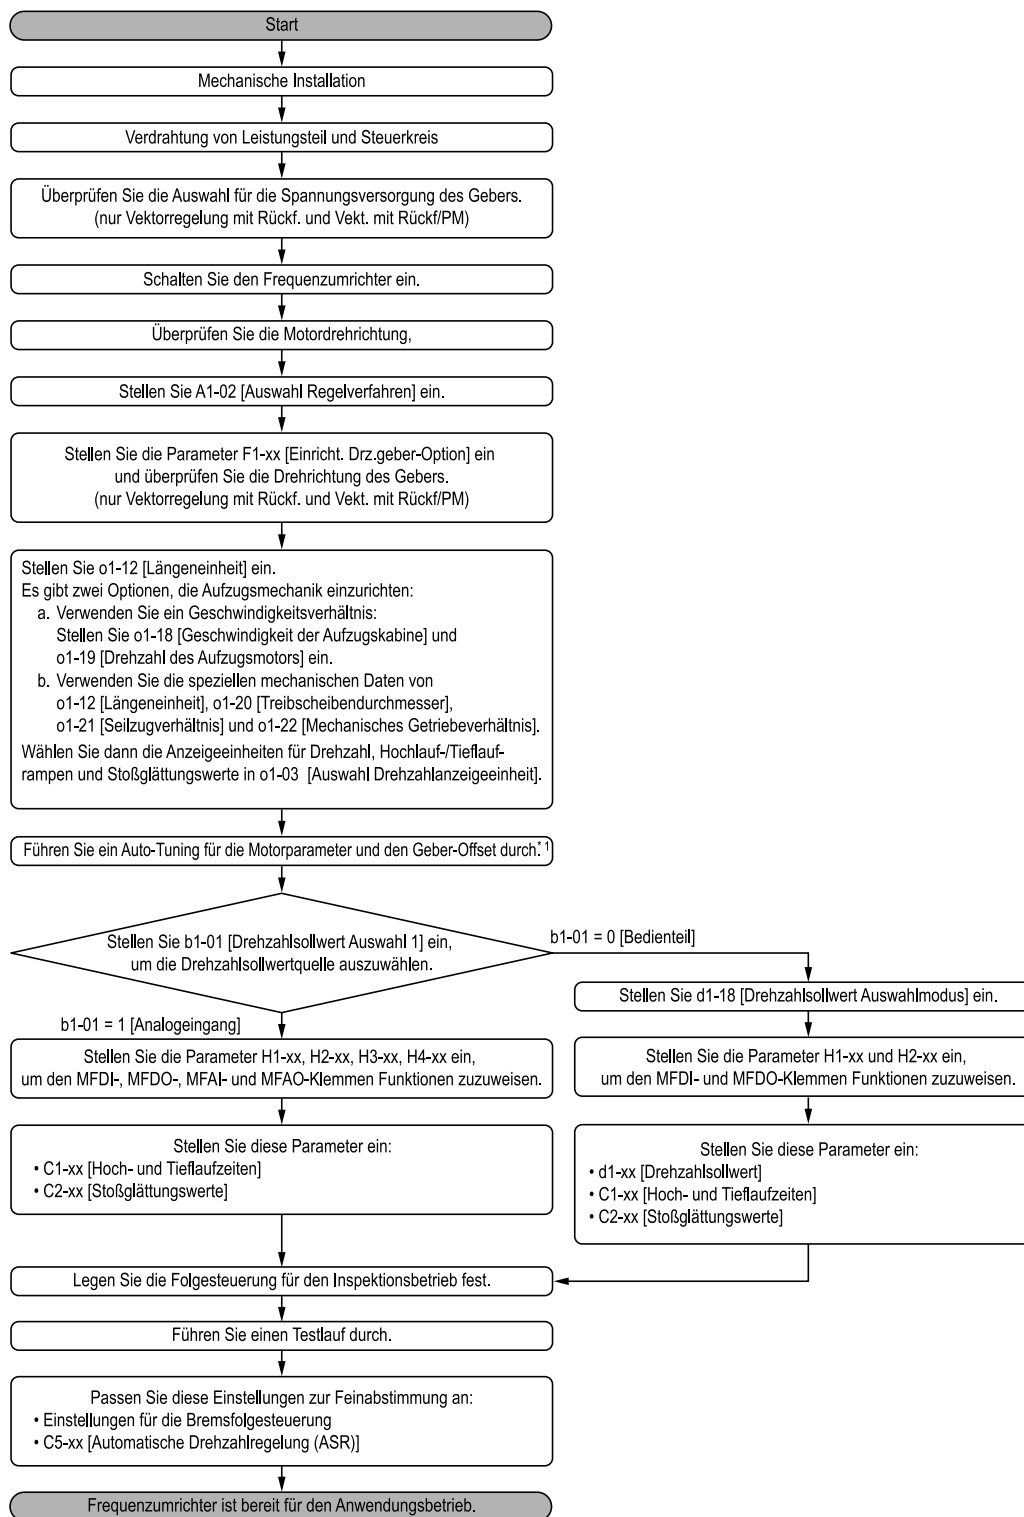 Start
Mechanische Installation
Verdrahtung von Leistungsteil und Steuerkreis
Überprüfen Sie die Auswahl für die Spannungsversorgung des Gebers.
(nur Vektorregelung mit Rückf. und Vekt. mit Rückf/PM)
Schalten Sie den Frequenzumrichter ein.
Überprüfen Sie die Motordrehrichtung,
Stellen Sie A1-02 [Auswahl Regelverfahren] ein.
Stellen Sie die Parameter F1-xx [Einricht. Drz.geber-Option] ein
und überprüfen Sie die Drehrichtung des Gebers.
(nur Vektorregelung mit Rückf. und Vekt. mit Rückf/PM)
Stellen Sie o1-12 [Längeneinheit] ein.
Es gibt zwei Optionen, die Aufzugsmechanik einzurichten:
a. Verwenden Sie ein Geschwindigkeitsverhältnis:
Stellen Sie o1-18 [Geschwindigkeit der Aufzugskabine] und
o1-19 [Drehzahl des Aufzugsmotors] ein.
b. Verwenden Sie die speziellen mechanischen Daten von
o1-12 [Längeneinheit], o1-20 [Treibscheibendurchmesser],
o1-21 [Seilzugverhältnis] und o1-22 [Mechanisches Getriebeverhältnis].
Wählen Sie dann die Anzeigeeinheiten für Drehzahl, Hochlauf-/Tieflauf-
rampen und Stoßglättungswerte in o1-03 [Auswahl Drehzahlanzeigeeinheit].
Führen Sie ein Auto-Tuning für die Motorparameter und den Geber-Offset durch.*1
Stellen Sie b1-01 [Drehzahlsollwert Auswahl 1] ein,
um die Drehzahlsollwertquelle auszuwählen.
b1-01 = 0 [Bedienteil]
b1-01 = 1 [Analogeingang]
Stellen Sie die Parameter H1-xx, H2-xx, H3-xx, H4-xx ein,
um den MFDI-, MFDO-, MFAI- und MFAO-Klemmen Funktionen zuzuweisen.
Stellen Sie diese Parameter ein:
• C1-xx [Hoch- und Tieflaufzeiten]
• C2-xx [Stoßglättungswerte]
Stellen Sie d1-18 [Drehzahlsollwert Auswahlmodus] ein.
Stellen Sie die Parameter H1-xx und H2-xx ein,
um den MFDI- und MFDO-Klemmen Funktionen zuzuweisen.
Stellen Sie diese Parameter ein:
• d1-xx [Drehzahlsollwert]
• C1-xx [Hoch- und Tieflaufzeiten]
• C2-xx [Stoßglättungswerte]
Legen Sie die Folgesteuerung für den Inspektionsbetrieb fest.
Führen Sie einen Testlauf durch.
Passen Sie diese Einstellungen zur Feinabstimmung an:
• Einstellungen für die Bremsfolgesteuerung
• C5-xx [Automatische Drehzahlregelung (ASR)]
Frequenzumrichter ist bereit für den Anwendungsbetrieb.